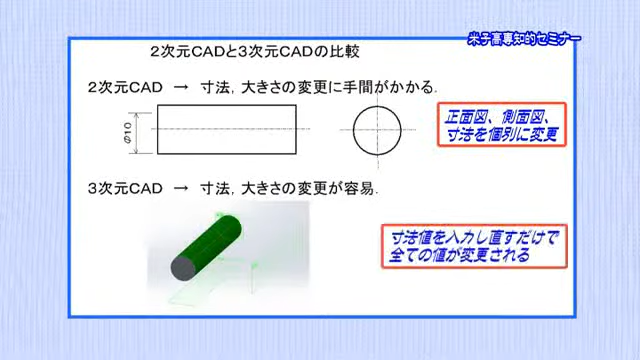 米子高専知的セミナー
2次元CADと3次元CADの比較
2次元CAD → 寸法, 大きさの変更に手間がかかる.
φ10
正面図、側面図、
寸法を個別に変更
3次元CAD → 寸法, 大きさの変更が容易.
寸法値を入力し直すだけで
全ての値が変更される